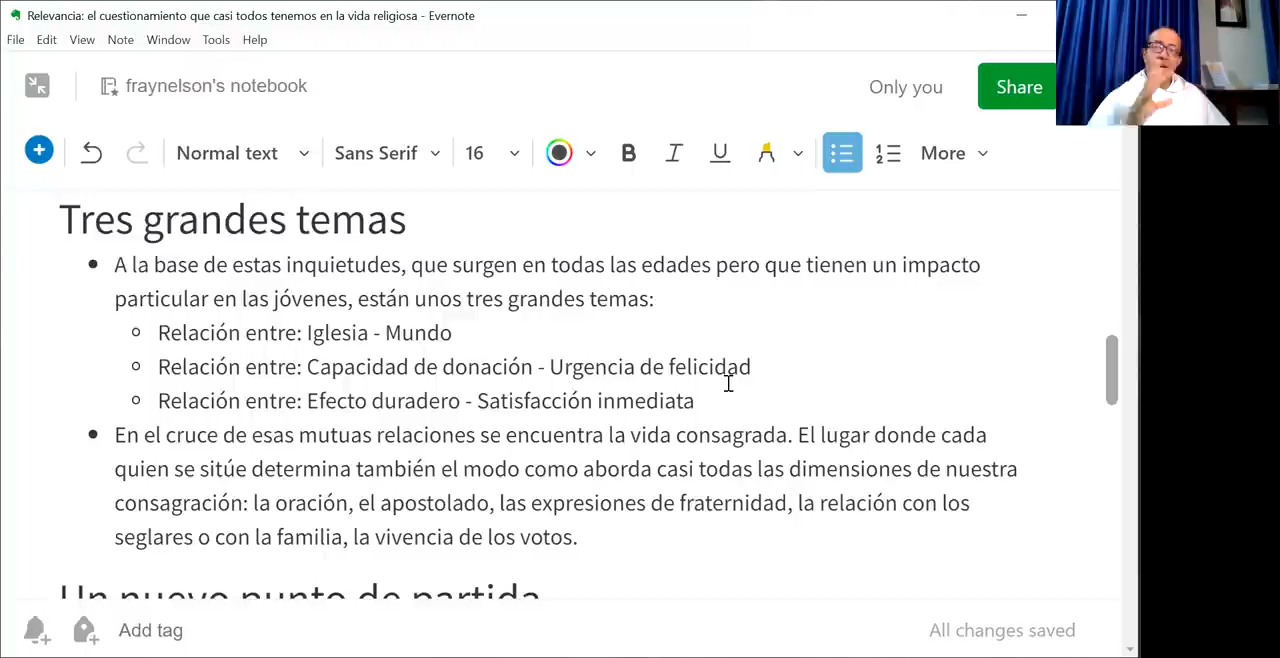 Relevancia: el cuestionamiento que casi todos tenemos en la vida religiosa - Evernote
File Edit View Note Window Tools Help
fraynelson's notebook
Only you
Share
Normal text
Sans Serif
16
B I U
More
Tres grandes temas
A la base de estas inquietudes, que surgen en todas las edades pero que tienen un impacto
particular en las jóvenes, están unos tres grandes temas:
Relación entre: Iglesia - Mundo
Relación entre: Capacidad de donación - Urgencia de felicidad
Relación entre: Efecto duradero - Satisfacción inmediata
En el cruce de esas mutuas relaciones se encuentra la vida consagrada. El lugar donde cada
quien se sitúe determina también el modo como aborda casi todas las dimensiones de nuestra
consagración: la oración, el apostolado, las expresiones de fraternidad, la relación con los
seglares o con la familia, la vivencia de los votos.
Un nuevo punto de partida
Add tag
All changes saved